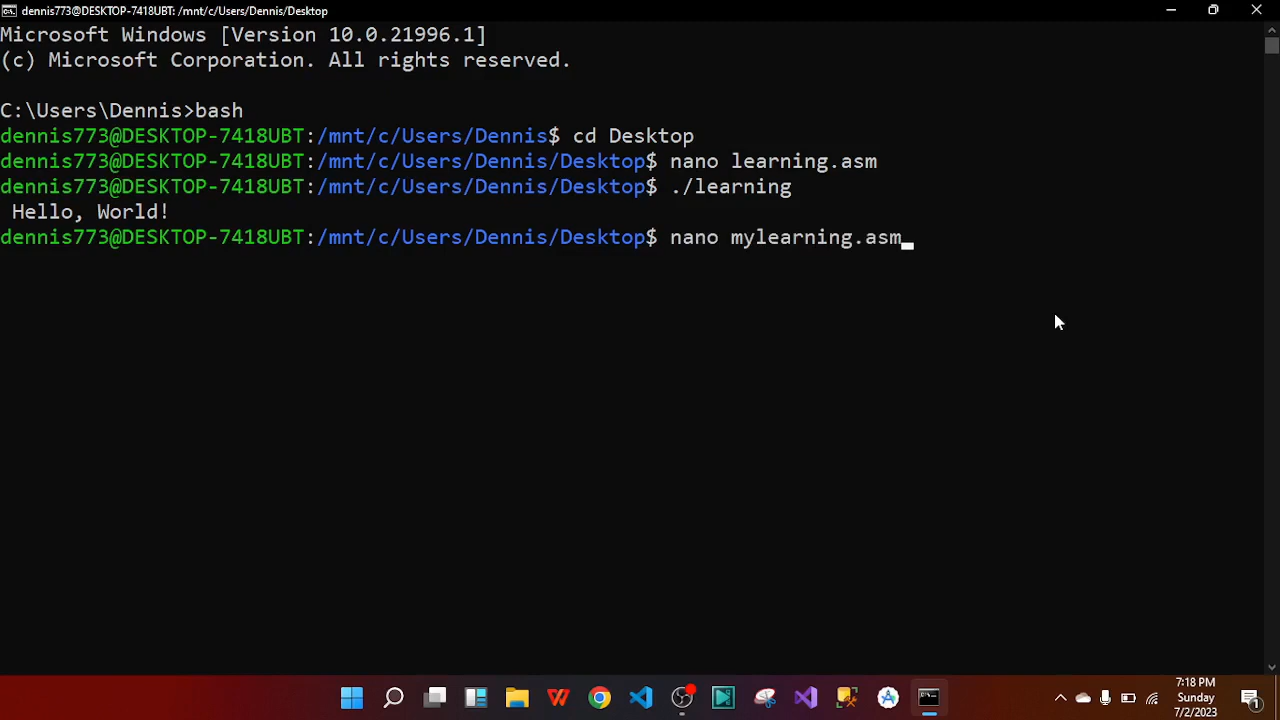 dennis773@DESKTOP-7418UBT: /mnt/c/Users/Dennis/Desktop
Microsoft Windows [Version 10.0.21996.1]
(c) Microsoft Corporation. All rights reserved.
C:\Users\Dennis>bash
dennis773@DESKTOP-7418UBT:/mnt/c/Users/Dennis$ cd Desktop
dennis773@DESKTOP-7418UBT:/mnt/c/Users/Dennis/Desktop$ nano learning.asm
dennis773@DESKTOP-7418UBT:/mnt/c/Users/Dennis/Desktop$ ./learning
Hello, World!
dennis773@DESKTOP-7418UBT:/mnt/c/Users/Dennis/Desktop$ nano mylearning.asm
7:18 PM
Sunday
7/2/2023
1